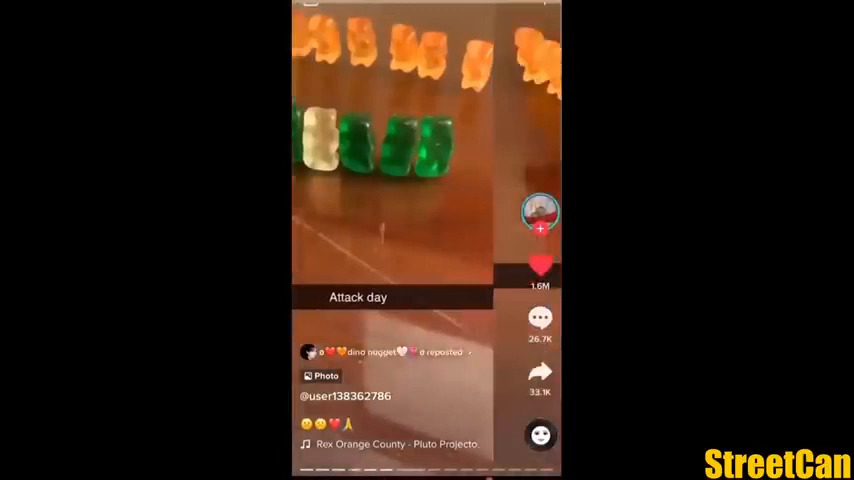 Attack day
1.6M
a❤️🧡dino nugget🤍💗d reposted
26.7K
Photo
@user138362786
33.1K
😕😕❤️🙏
Rex Orange County - Pluto Projecto.
StreetCan